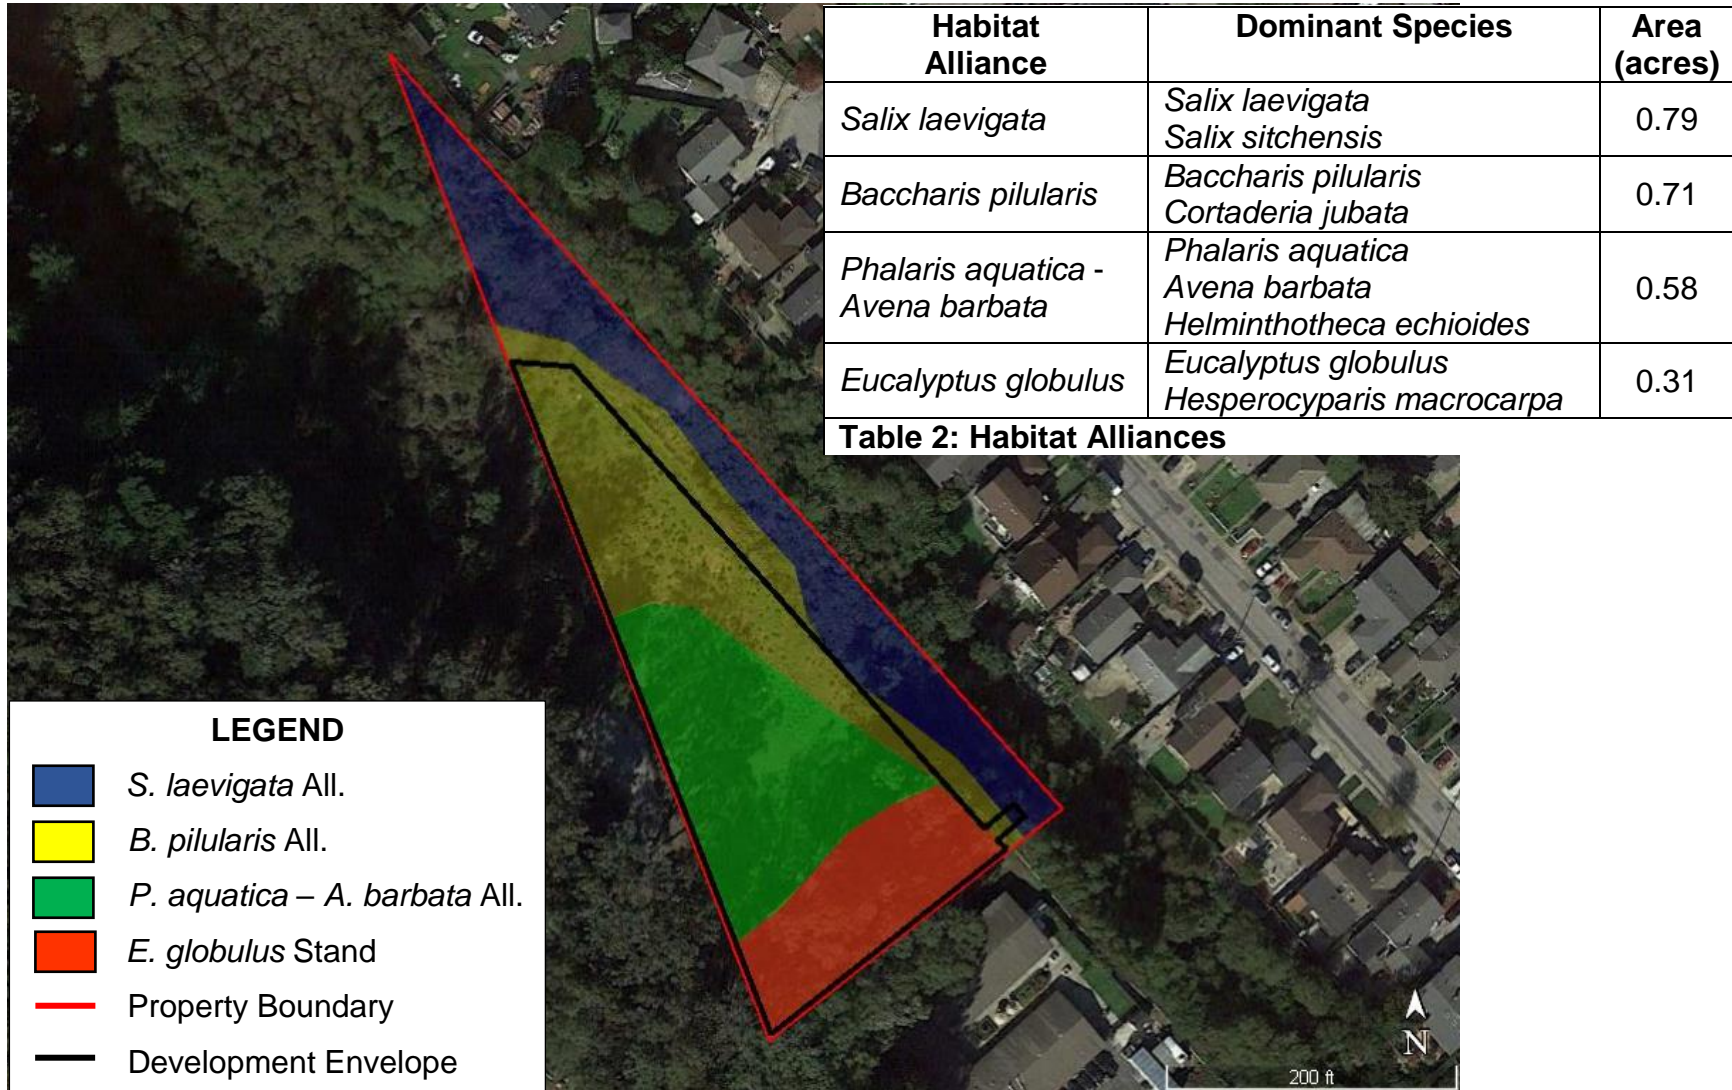 Habitat Alliance Dominant Species Area (acres)
Salix laevigata
Salix laevigata
Salix sitchensis
0.79
Baccharis pilularis
Baccharis pilularis
Cortaderia jubata
0.71
Phalaris aquatica -
Avena barbata
Phalaris aquatica
Avena barbata
Helminthotheca echioides
0.58
Eucalyptus globulus
Eucalyptus globulus
Hesperocyparis macrocarpa
0.31
Table 2: Habitat Alliances
LEGEND
S. laevigata All.
B. pilularis All.
P. aquatica – A. barbata All.
E. globulus Stand
Property Boundary
Development Envelope
N
200 ft